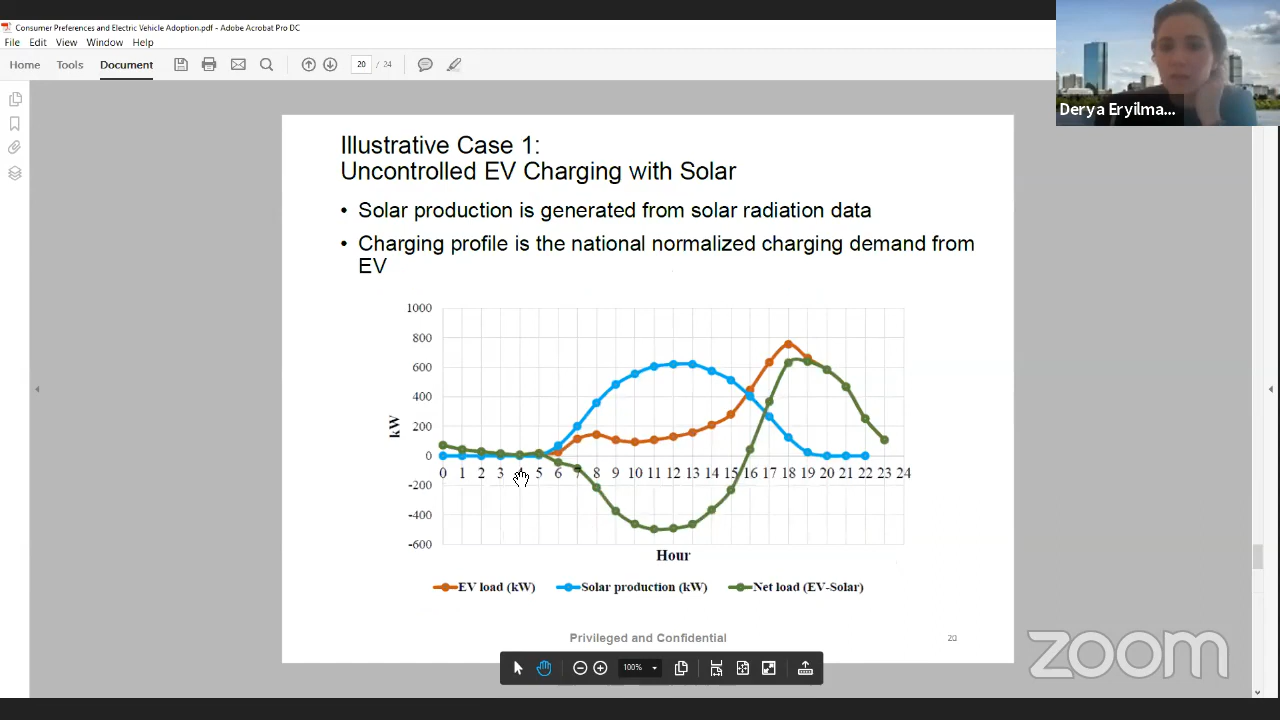 Consumer Preferences and Electric Vehicle Adoption.pdf - Adobe Acrobat Pro DC
File Edit View Window Help
Home Tools Document 20 / 24
Derya Eryilma...
Illustrative Case 1:
Uncontrolled EV Charging with Solar
• Solar production is generated from solar radiation data
• Charging profile is the national normalized charging demand from
EV
1000
800
600
400
200
0
-200
-400
-600
kW
0 1 2 3 4 5 6 7 8 9 10 11 12 13 14 15 16 17 18 19 20 21 22 23 24
Hour
EV load (kW) Solar production (kW) Net load (EV-Solar)
Privileged and Confidential 20
100%
zoom